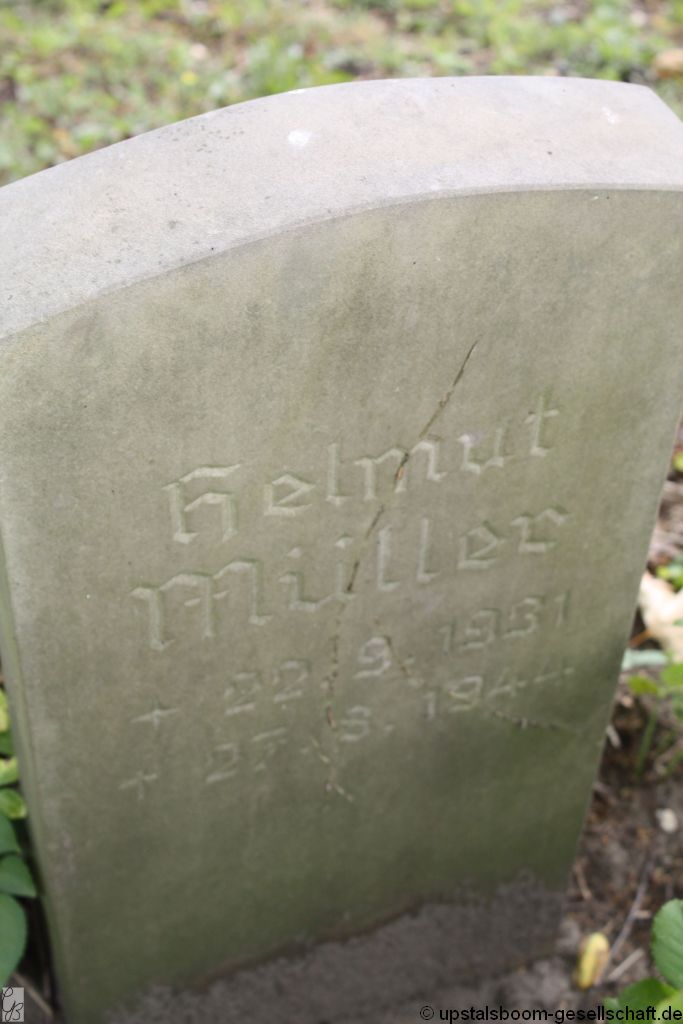 Helmut
Müller
+ 22. 9. 1931
+ 27. 8. 1944
© upstalsboom-gesellschaft.de